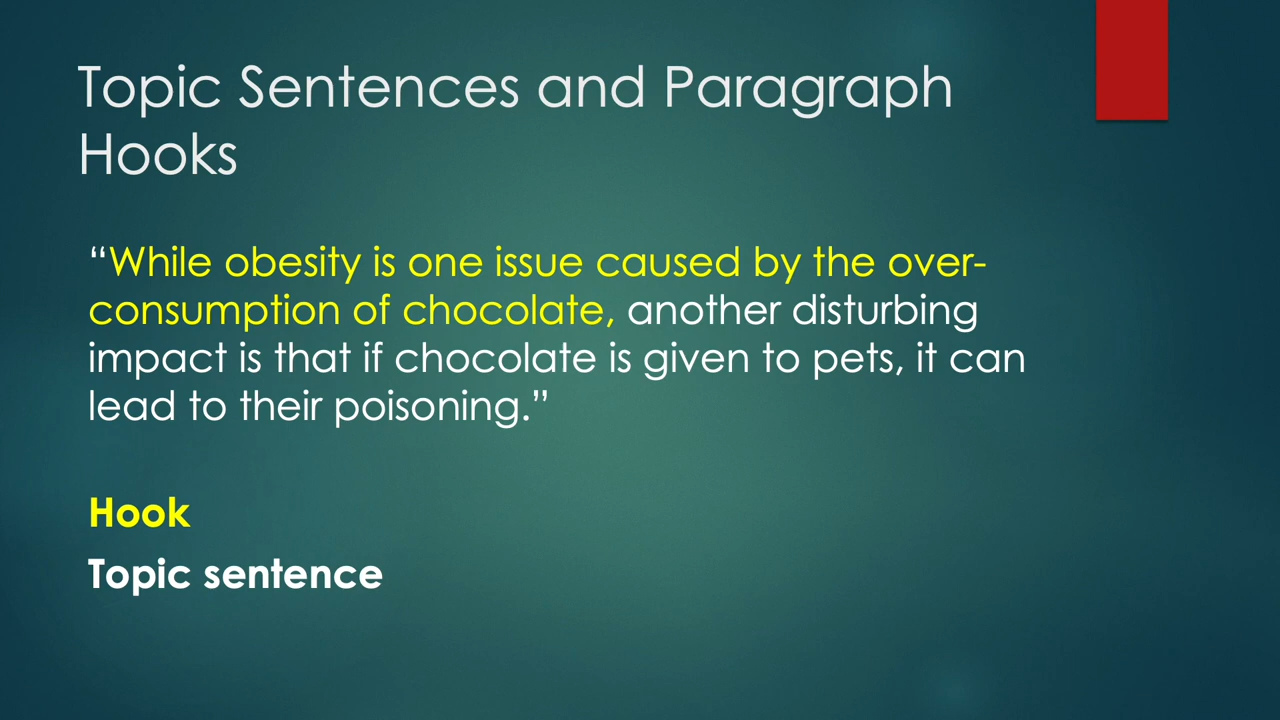 Topic Sentences and Paragraph
Hooks
“While obesity is one issue caused by the over-
consumption of chocolate, another disturbing
impact is that if chocolate is given to pets, it can
lead to their poisoning.”
Hook
Topic sentence